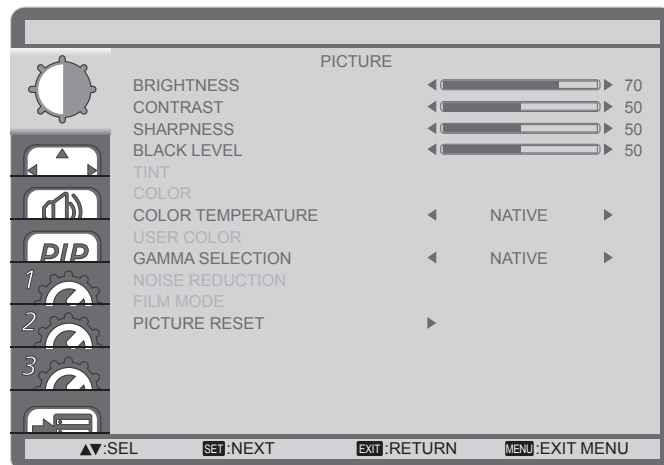 PICTURE
BRIGHTNESS 70
CONTRAST 50
SHARPNESS 50
BLACK LEVEL 50
TINT
COLOR
COLOR TEMPERATURE NATIVE
USER COLOR
PIP
GAMMA SELECTION NATIVE
1
NOISE REDUCTION
FILM MODE
2
PICTURE RESET
3
▲▼:SEL SET:NEXT EXIT:RETURN MENU:EXIT MENU